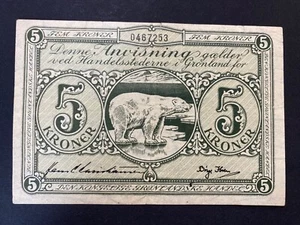 5 FEM KRONER 0467253 FEM KRONER 5
Denne Anvisning gælder
ved Handelsstederne i Grønland for
5 5
KRONER KRONER
5 DEN KONGELIGE GRØNLANDSKE HANDEL 5